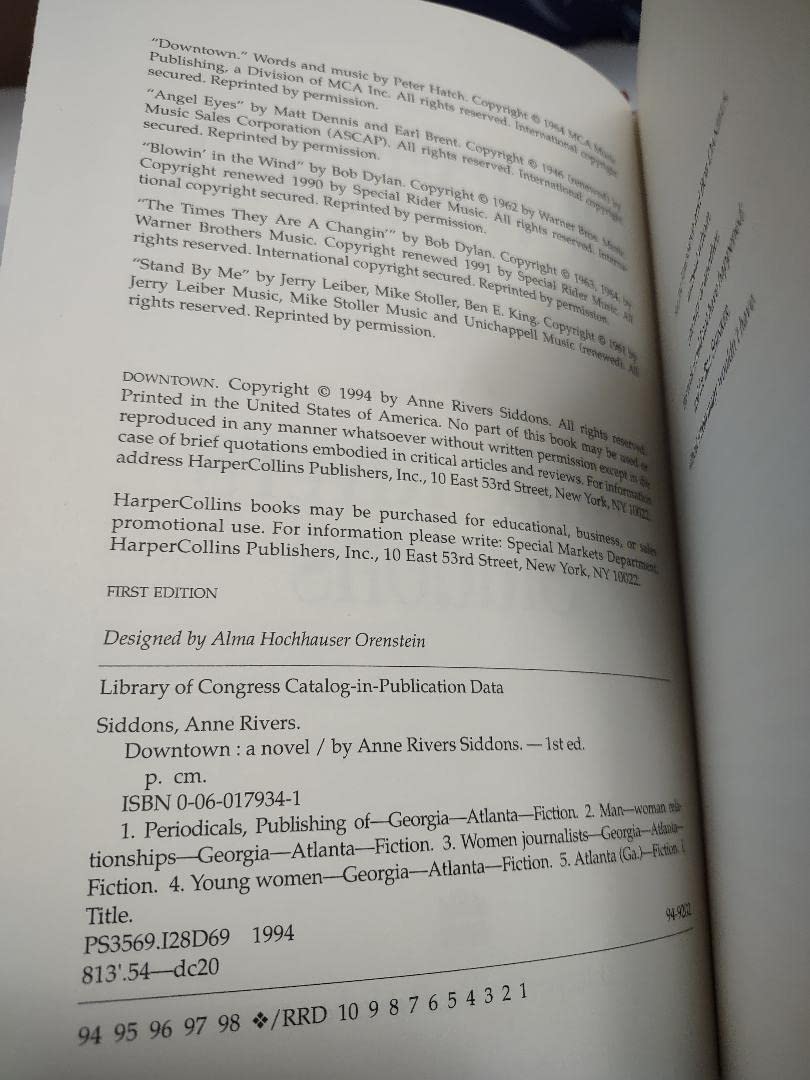 "Downtown." Words and music by Peter Hatch. Copyright © 1964 MCA Music
Publishing, a Division of MCA Inc. All rights reserved. International copyright
secured. Reprinted by permission.
"Angel Eyes" by Matt Dennis and Earl Brent. Copyright © 1946 (renewed) by
Music Sales Corporation (ASCAP). All rights reserved. International copyright
secured. Reprinted by permission.
"Blowin' in the Wind" by Bob Dylan. Copyright © 1962 by Warner Bros. Music.
Copyright renewed 1990 by Special Rider Music. All rights reserved. Interna-
tional copyright secured. Reprinted by permission.
"The Times They Are A Changin'" by Bob Dylan. Copyright © 1963, 1964 by
Warner Brothers Music. Copyright renewed 1991 by Special Rider Music. All
rights reserved. International copyright secured. Reprinted by permission.
"Stand By Me" by Jerry Leiber, Mike Stoller, Ben E. King. Copyright © 1961 by
Jerry Leiber Music, Mike Stoller Music and Unichappell Music (renewed). All
rights reserved. Reprinted by permission.
DOWNTOWN. Copyright © 1994 by Anne Rivers Siddons. All rights reserved.
Printed in the United States of America. No part of this book may be used or
reproduced in any manner whatsoever without written permission except in the
case of brief quotations embodied in critical articles and reviews. For information
address HarperCollins Publishers, Inc., 10 East 53rd Street, New York, NY 10022.
HarperCollins books may be purchased for educational, business, or sales
promotional use. For information please write: Special Markets Department,
HarperCollins Publishers, Inc., 10 East 53rd Street, New York, NY 10022.
FIRST EDITION
Designed by Alma Hochhauser Orenstein
Library of Congress Catalog-in-Publication Data
Siddons, Anne Rivers.
Downtown : a novel / by Anne Rivers Siddons. — 1st ed.
p. cm.
ISBN 0-06-017934-1
1. Periodicals, Publishing of—Georgia—Atlanta—Fiction. 2. Man—woman rela-
tionships—Georgia—Atlanta—Fiction. 3. Women journalists—Georgia—Atlanta—
Fiction. 4. Young women—Georgia—Atlanta—Fiction. 5. Atlanta (Ga.)—Fiction. I.
Title.
PS3569.I28D69 1994
813'.54—dc20
94 95 96 97 98 ❖/RRD 10 9 8 7 6 5 4 3 2 1